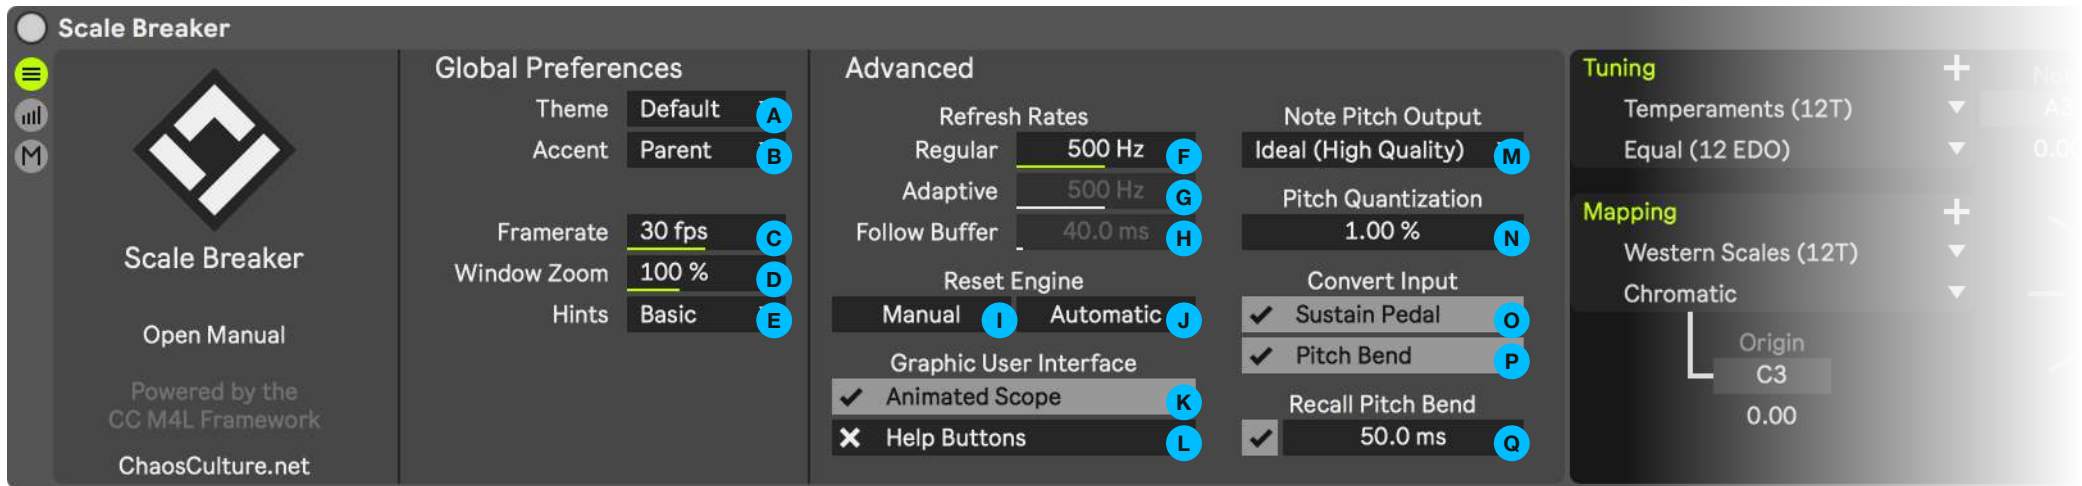 Scale Breaker
M
Scale Breaker
Open Manual
Powered by the
CC M4L Framework
ChaosCulture.net
Global Preferences
Theme Default A
Accent Parent B
Framerate 30 fps C
Window Zoom 100 % D
Hints Basic E
Advanced
Refresh Rates
Regular 500 Hz F
Adaptive 500 Hz G
Follow Buffer 40.0 ms H
Reset Engine
Manual I Automatic J
Graphic User Interface
Animated Scope K
Help Buttons L
Note Pitch Output
Ideal (High Quality) M
Pitch Quantization
1.00 % N
Convert Input
Sustain Pedal O
Pitch Bend P
Recall Pitch Bend
50.0 ms Q
Tuning
Temperaments (12T)
Equal (12 EDO)
Mapping
Western Scales (12T)
Chromatic
Origin
C3
0.00